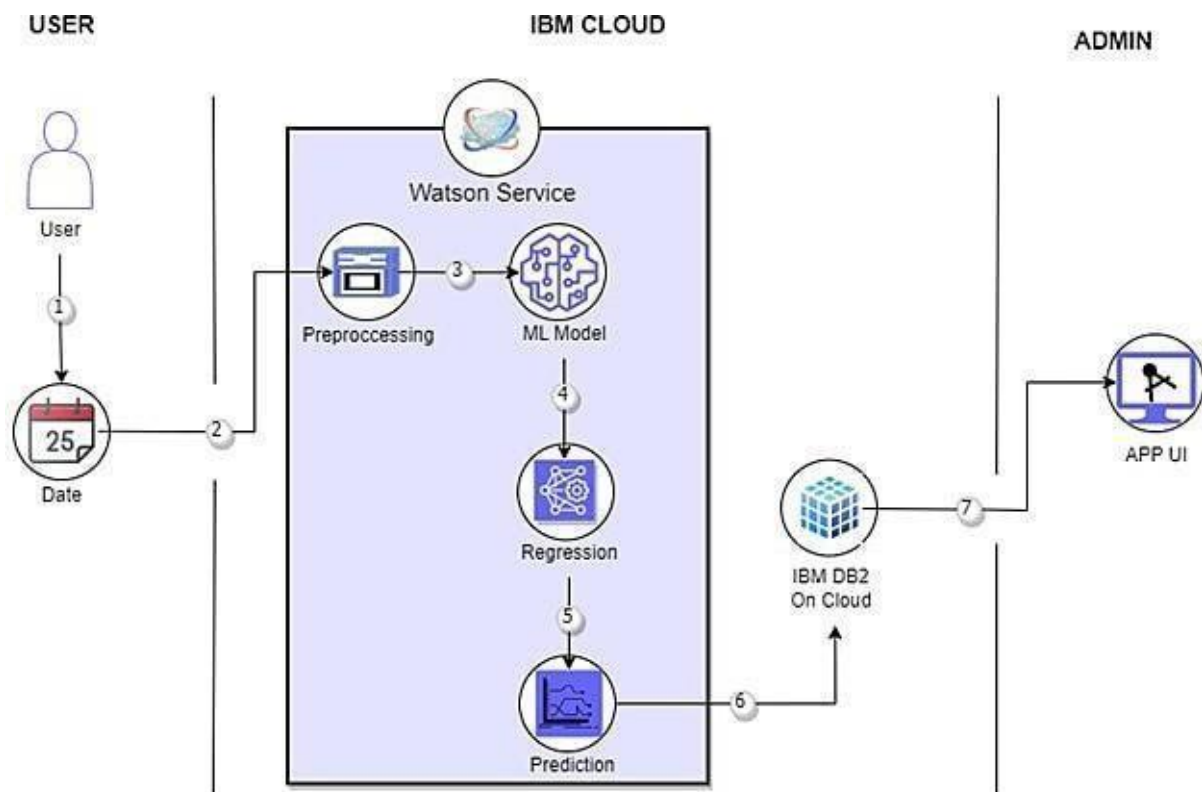 USER
IBM CLOUD
ADMIN
Watson Service
User
1
Preproccessing
3
ML Model
2
25
Date
4
Regression
5
Prediction
6
IBM DB2
On Cloud
7
APP UI